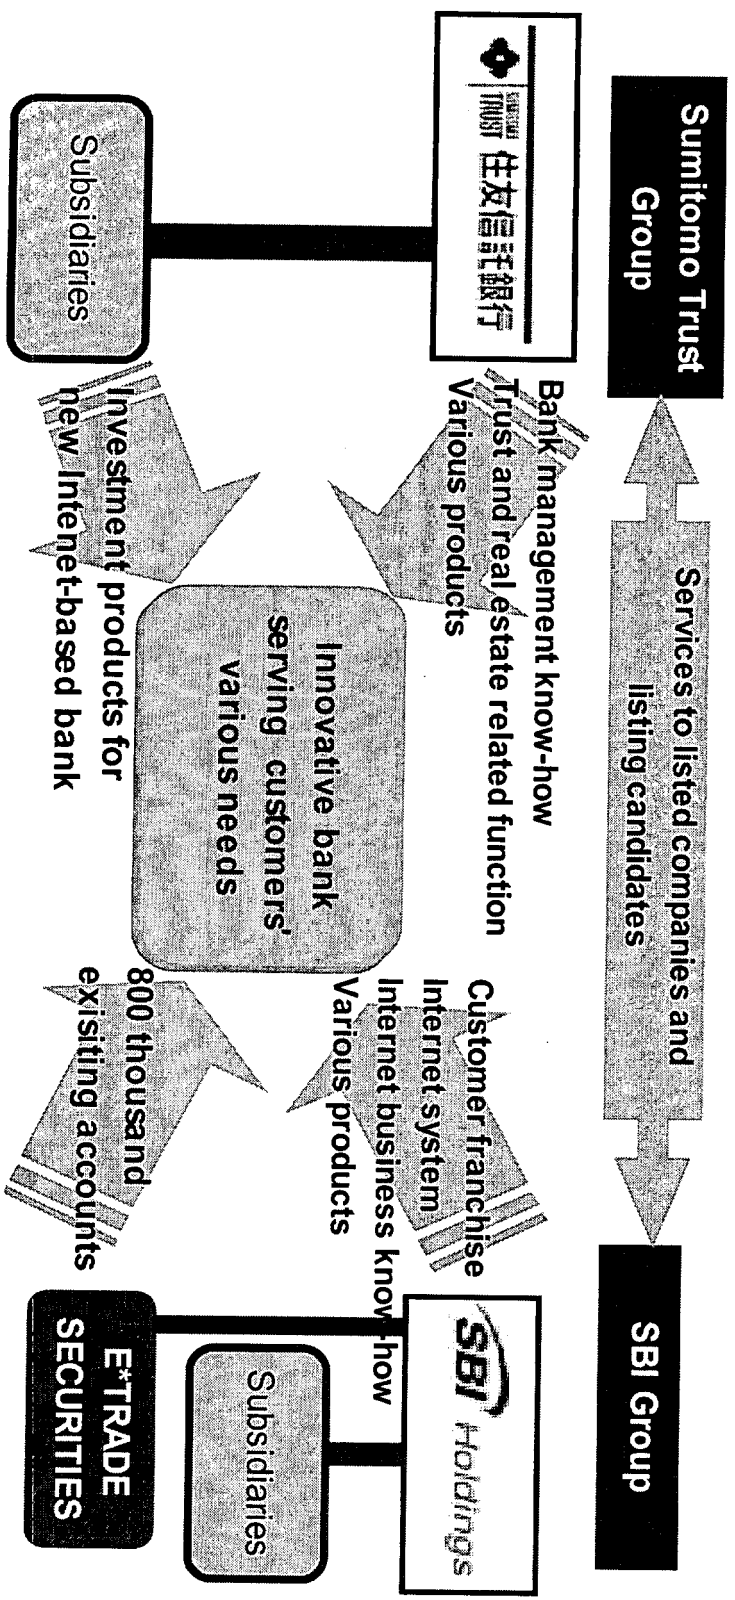 Sumitomo Trust
Group
Services to listed companies and
listing candidates
SBI Group
SUMITOMO
TRUST
住友信託銀行
Bank management know-how
Trust and real estate related function
Various products
Customer franchise
Internet system
Internet business know-how
Various products
SBI Holdings
Innovative bank
serving customers'
various needs
Subsidiaries
Investment products for
new Intenet-based bank
800 thousand
exisiting accounts
Subsidiaries
E*TRADE
SECURITIES